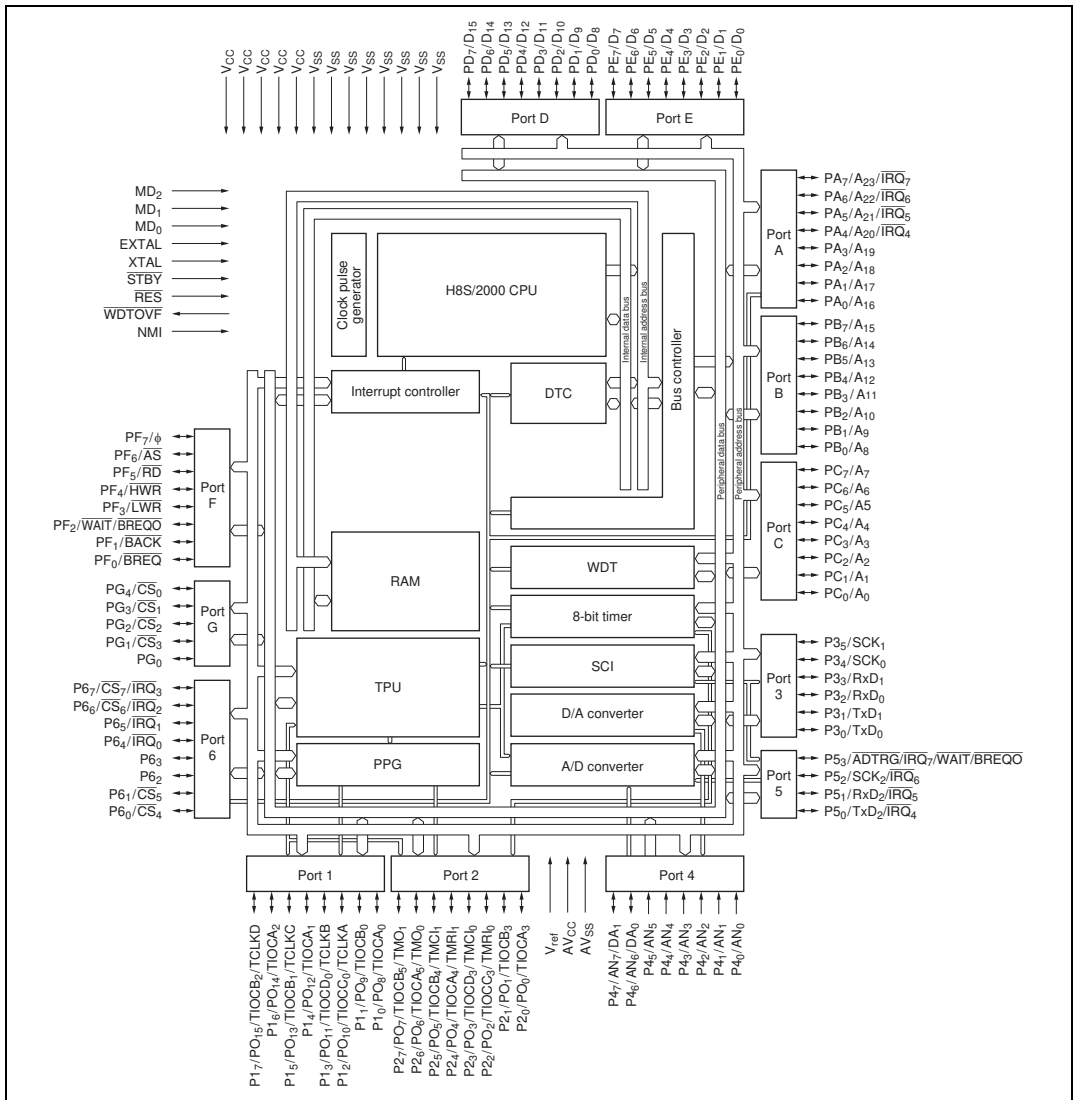 VCC
VCC
VCC
VCC
VCC
VSS
VSS
VSS
VSS
VSS
VSS
VSS
VSS
PD7/D15
PD6/D14
PD5/D13
PD4/D12
PD3/D11
PD2/D10
PD1/D9
PD0/D8
PE7/D7
PE6/D6
PE5/D5
PE4/D4
PE3/D3
PE2/D2
PE1/D1
PE0/D0
Port D
Port E
MD2
MD1
MD0
EXTAL
XTAL
STBY
RES
WDTOVF
NMI
Clock pulse
generator
H8S/2000 CPU
Internal data bus
Internal address bus
Bus controller
Peripheral data bus
Peripheral address bus
Interrupt controller
DTC
Port
A
PA7/A23/IRQ7
PA6/A22/IRQ6
PA5/A21/IRQ5
PA4/A20/IRQ4
PA3/A19
PA2/A18
PA1/A17
PA0/A16
Port
B
PB7/A15
PB6/A14
PB5/A13
PB4/A12
PB3/A11
PB2/A10
PB1/A9
PB0/A8
PF7/ϕ
PF6/AS
PF5/RD
PF4/HWR
PF3/LWR
PF2/WAIT/BREQO
PF1/BACK
PF0/BREQ
Port
F
Port
C
PC7/A7
PC6/A6
PC5/A5
PC4/A4
PC3/A3
PC2/A2
PC1/A1
PC0/A0
RAM
WDT
8-bit timer
PG4/CS0
PG3/CS1
PG2/CS2
PG1/CS3
PG0
Port
G
TPU
SCI
D/A converter
PPG
A/D converter
Port
3
P35/SCK1
P34/SCK0
P33/RxD1
P32/RxD0
P31/TxD1
P30/TxD0
P67/CS7/IRQ3
P66/CS6/IRQ2
P65/IRQ1
P64/IRQ0
P63
P62
P61/CS5
P60/CS4
Port
6
Port
5
P53/ADTRG/IRQ7/WAIT/BREQO
P52/SCK2/IRQ6
P51/RxD2/IRQ5
P50/TxD2/IRQ4
Port 1
Port 2
Port 4
P17/PO15/TIOCB2/TCLKD
P16/PO14/TIOCA2
P15/PO13/TIOCB1/TCLKC
P14/PO12/TIOCA1
P13/PO11/TIOCD0/TCLKB
P12/PO10/TIOCC0/TCLKA
P11/PO9/TIOCB0
P10/PO8/TIOCA0
P27/PO7/TIOCB5/TMO1
P26/PO6/TIOCA5/TMO0
P25/PO5/TIOCB4/TMCI1
P24/PO4/TIOCA4/TMRI1
P23/PO3/TIOCD3/TMCI0
P22/PO2/TIOCC3/TMRI0
P21/PO1/TIOCB3
P20/PO0/TIOCA3
Vref
AVCC
AVSS
P47/AN7/DA1
P46/AN6/DA0
P45/AN5
P44/AN4
P43/AN3
P42/AN2
P41/AN1
P40/AN0